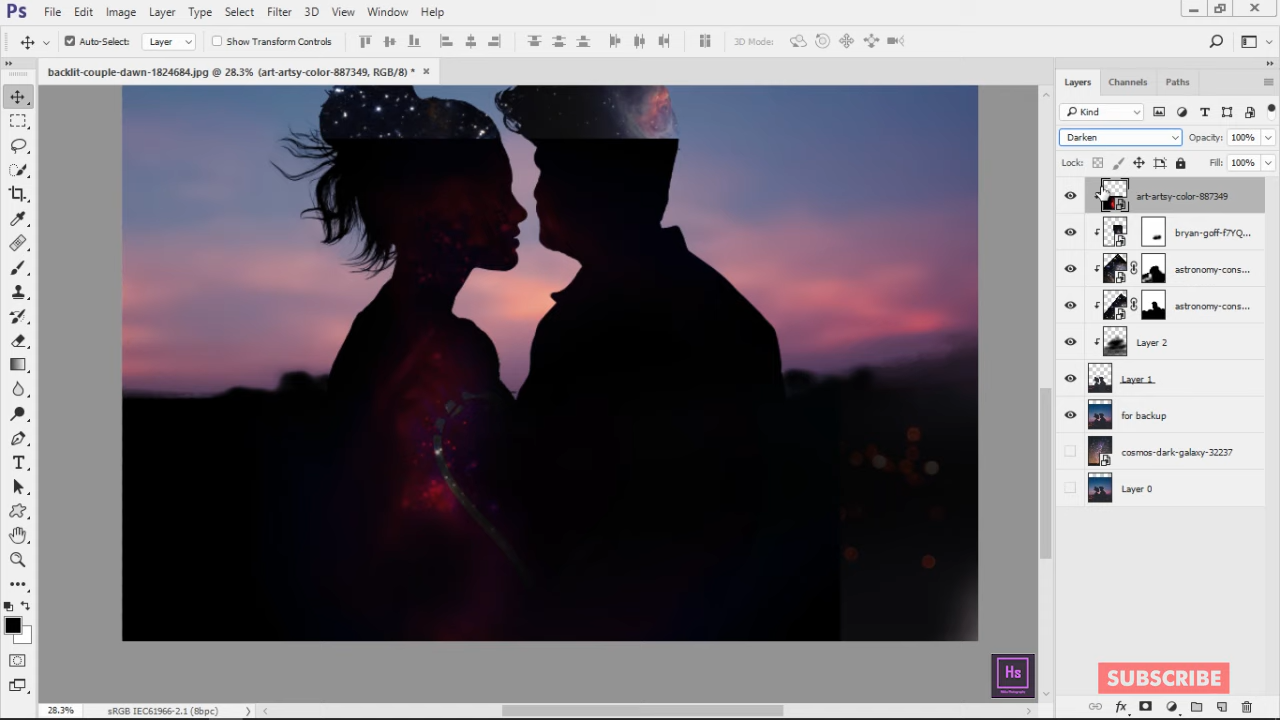 Ps File Edit Image Layer Type Select Filter 3D View Window Help
Auto-Select: Layer Show Transform Controls 3D Mode:
backlit-couple-dawn-1824684.jpg @ 28.3% (art-artsy-color-887349, RGB/8) * ×
Layers Channels Paths
Kind
Darken Opacity: 100%
Lock: Fill: 100%
art-artsy-color-887349
bryan-goff-f7YQ...
astronomy-cons...
astronomy-cons...
Layer 2
Layer 1
for backup
cosmos-dark-galaxy-32237
Layer 0
Hs
SUBSCRIBE
28.3% sRGB IEC61966-2.1 (8bpc)
fx